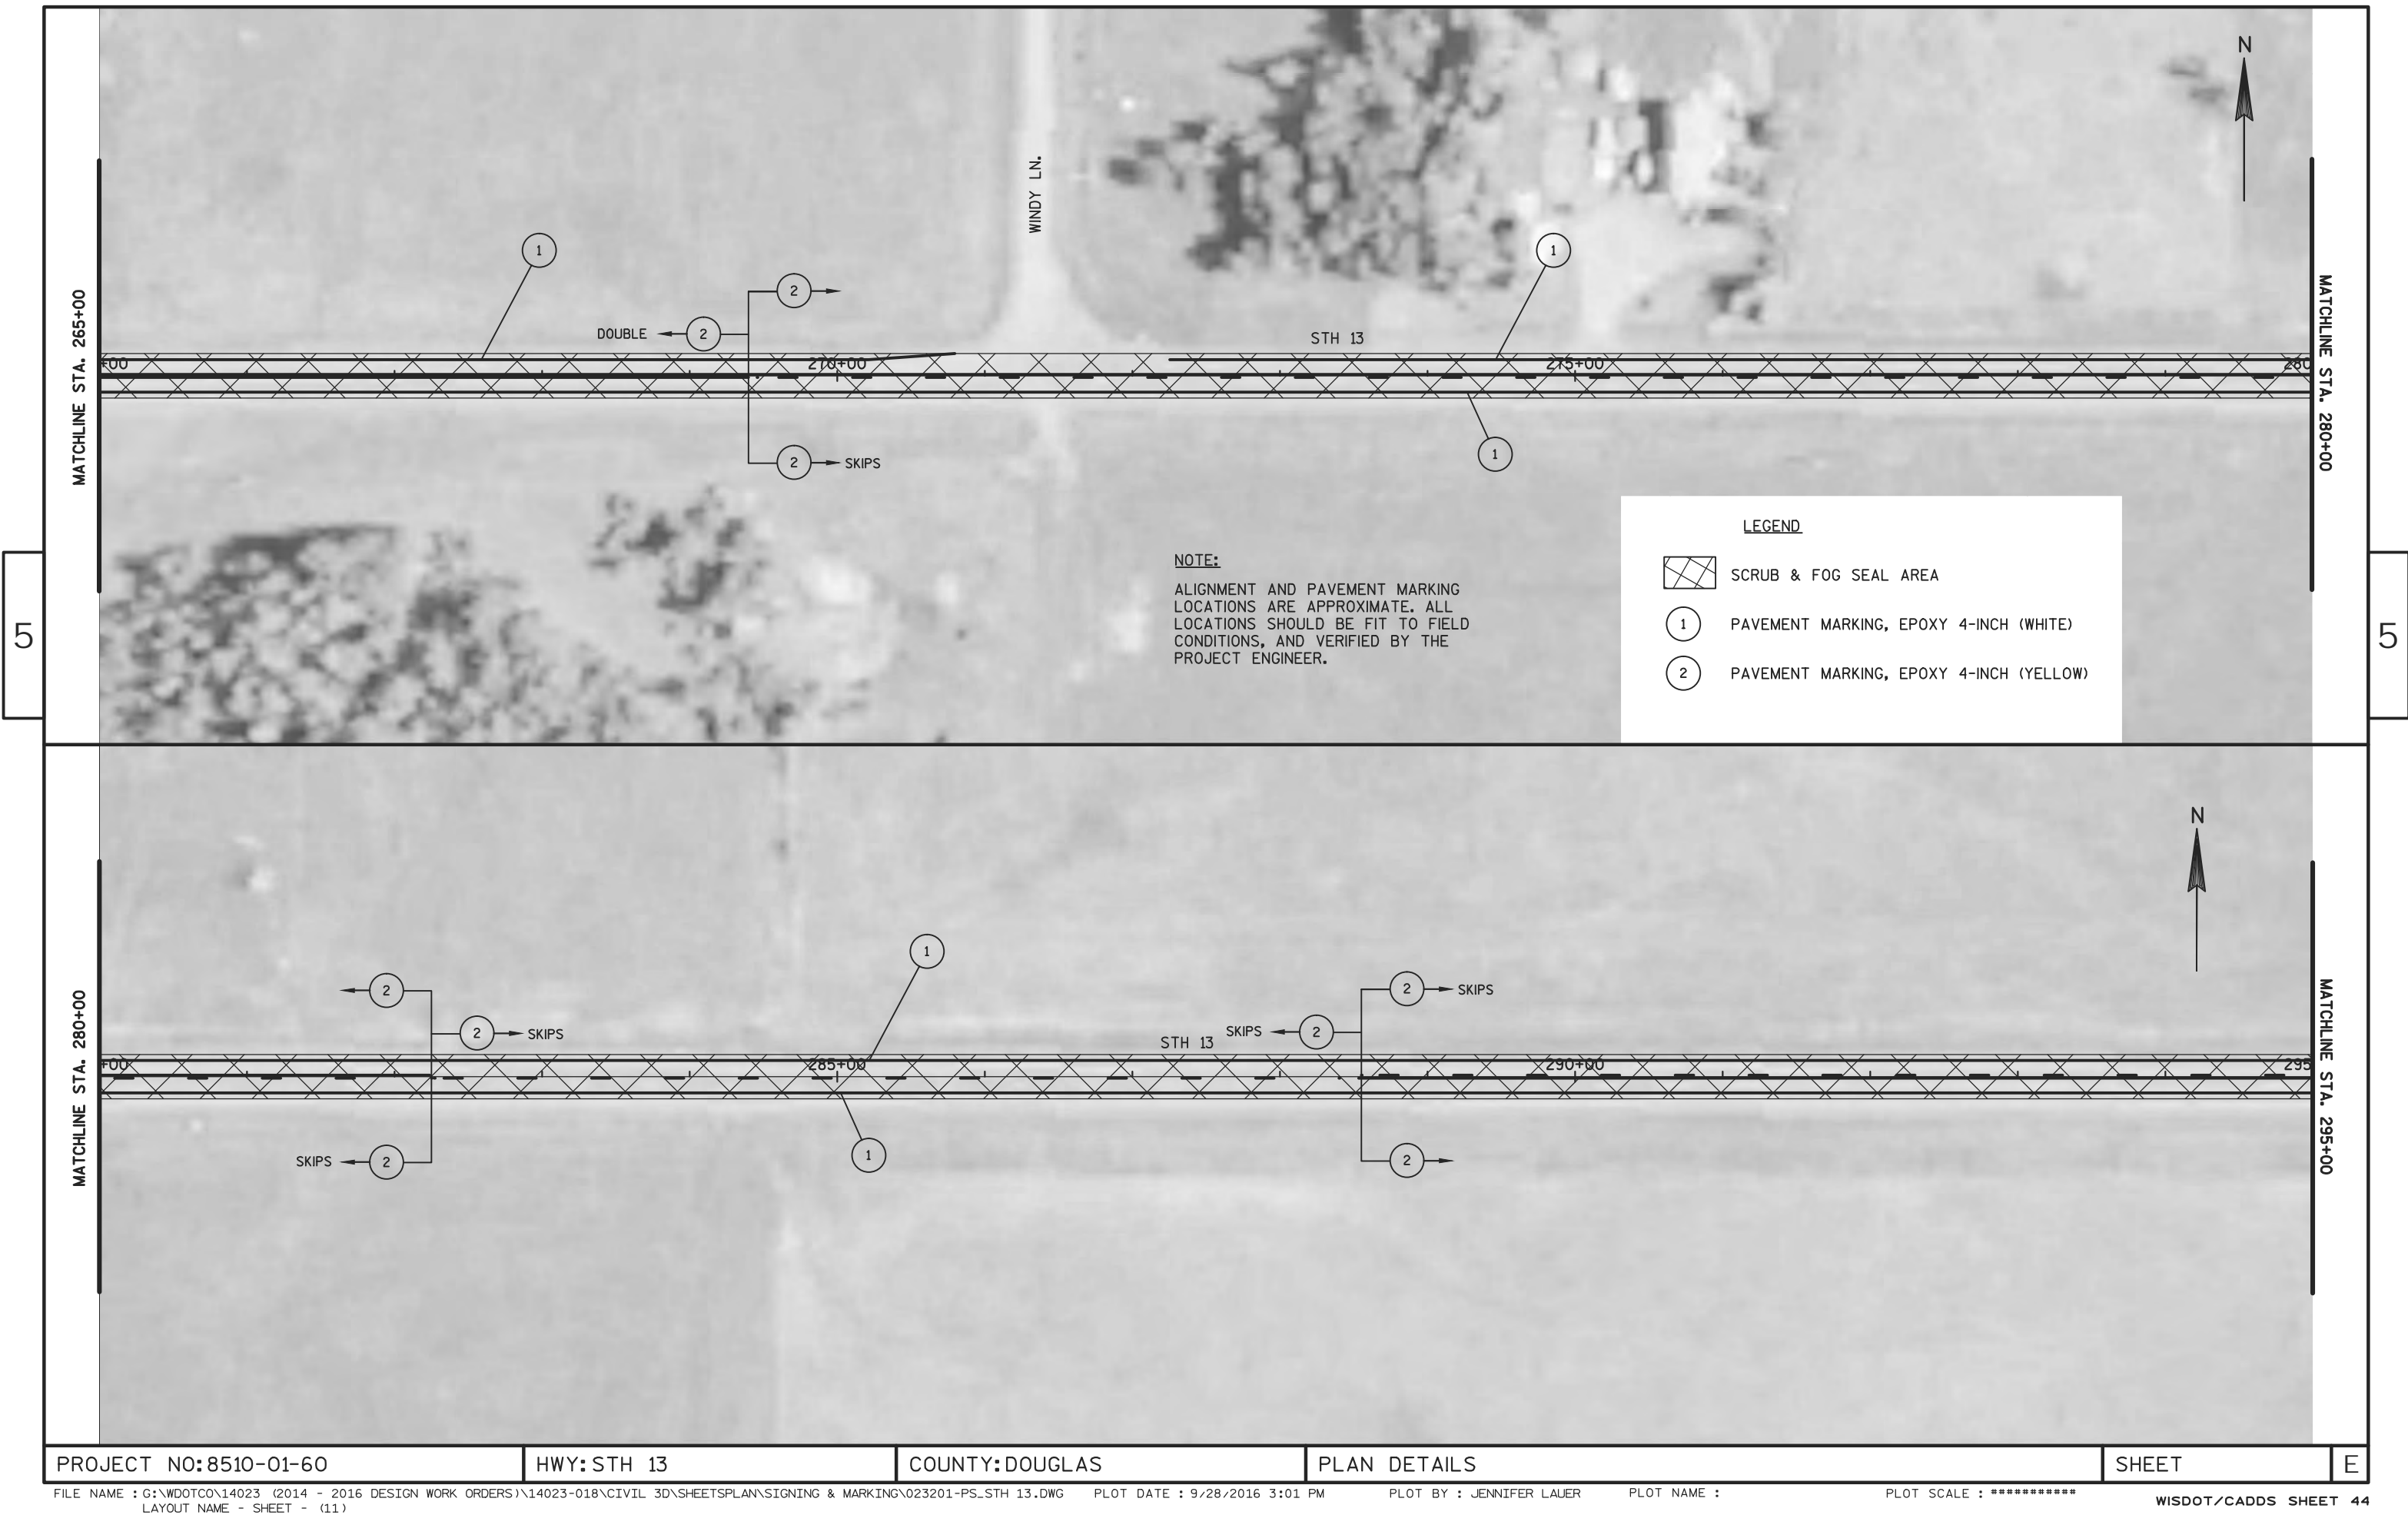 N
WINDY LN.
1
1
2
DOUBLE
2
STH 13
MATCHLINE STA. 265+00
MATCHLINE STA. 280+00
+00
270+00
275+00
280
2
SKIPS
1
LEGEND
SCRUB & FOG SEAL AREA
1
PAVEMENT MARKING, EPOXY 4-INCH (WHITE)
2
PAVEMENT MARKING, EPOXY 4-INCH (YELLOW)
NOTE:
ALIGNMENT AND PAVEMENT MARKING
LOCATIONS ARE APPROXIMATE. ALL
LOCATIONS SHOULD BE FIT TO FIELD
CONDITIONS, AND VERIFIED BY THE
PROJECT ENGINEER.
5
5
N
1
2
2
SKIPS
2
SKIPS
SKIPS
2
STH 13
MATCHLINE STA. 280+00
MATCHLINE STA. 295+00
+00
285+00
290+00
295
SKIPS
2
1
2
PROJECT NO:8510-01-60
HWY:STH 13
COUNTY:DOUGLAS
PLAN DETAILS
SHEET
E
FILE NAME : G:\WDOTCO\14023 (2014 - 2016 DESIGN WORK ORDERS)\14023-018\CIVIL 3D\SHEETSPLAN\SIGNING & MARKING\023201-PS_STH 13.DWG
PLOT DATE : 9/28/2016 3:01 PM
PLOT BY : JENNIFER LAUER
PLOT NAME :
PLOT SCALE : ###########
LAYOUT NAME - SHEET - (11)
WISDOT/CADDS SHEET 44